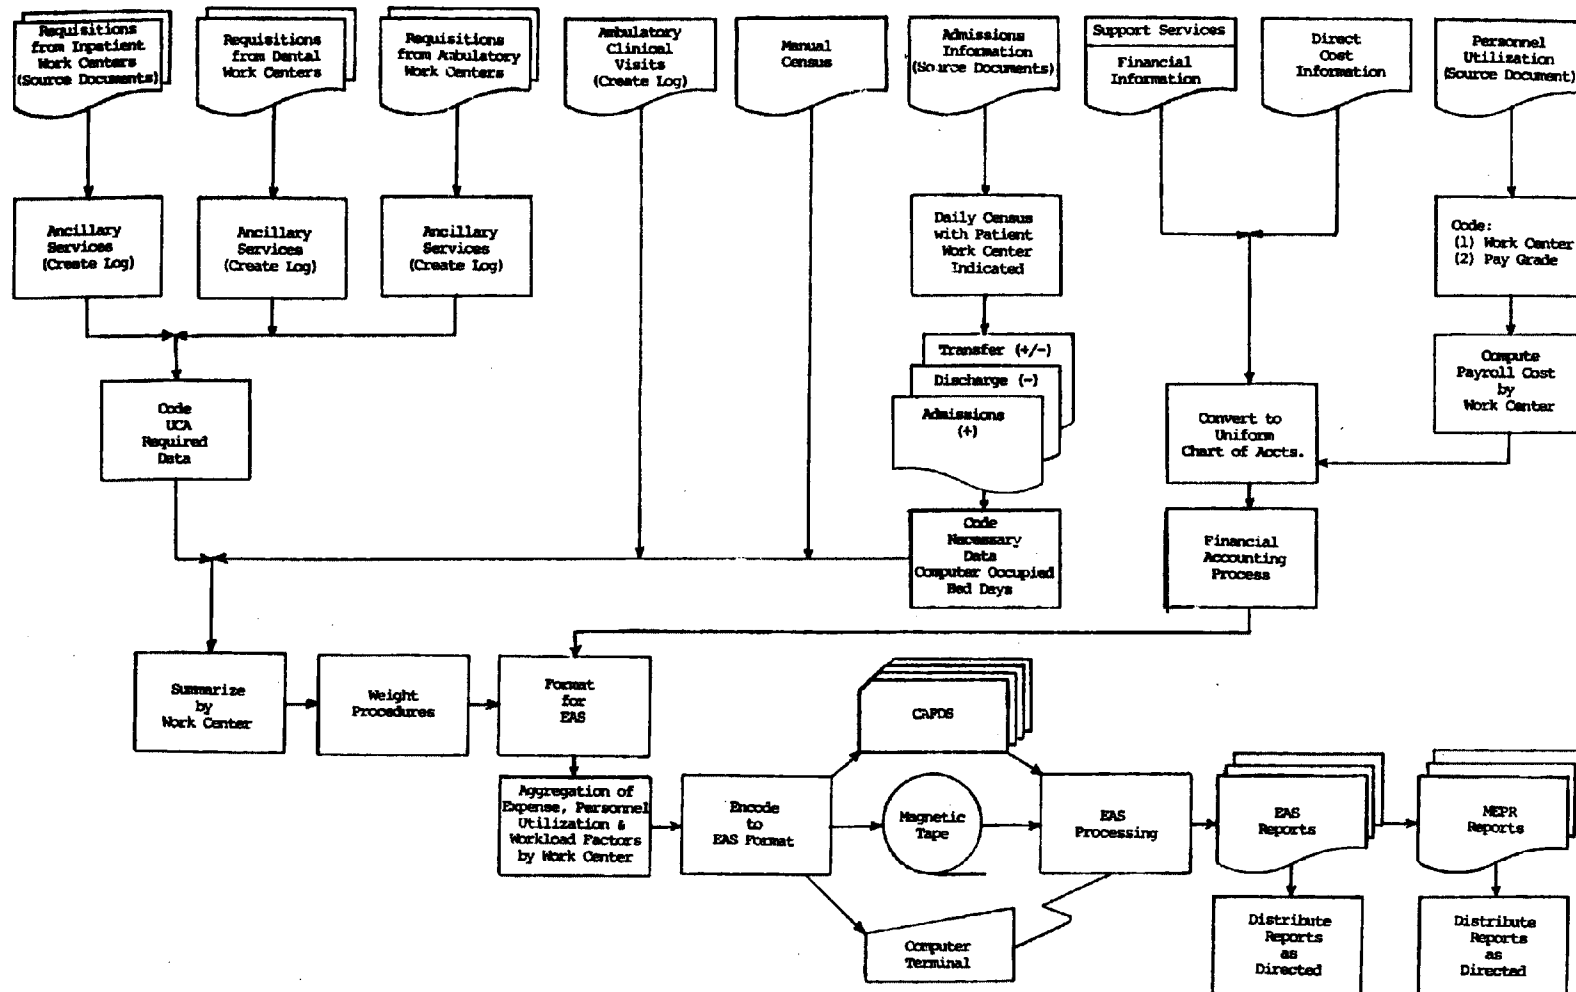 Requisitions
from Inpatient
Work Centers
(Source Documents)
Requisitions
from Dental
Work Centers
Requisitions
from Ambulatory
Work Centers
Ambulatory
Clinical
Visits
(Create Log)
Manual
Census
Admissions
Information
(Source Documents)
Support Services
Financial
Information
Direct
Cost
Information
Personnel
Utilization
(Source Document)
Ancillary
Services
(Create Log)
Ancillary
Services
(Create Log)
Ancillary
Services
(Create Log)
Daily Census
with Patient
Work Center
Indicated
Code:
(1) Work Center
(2) Pay Grade
Transfer (+/-)
Discharge (-)
Admissions
(+)
Compute
Payroll Cost
by
Work Center
Code
UCA
Required
Data
Convert to
Uniform
Chart of Accts.
Code
Necessary
Data
Computer Occupied
Bed Days
Financial
Accounting
Process
Summarize
by
Work Center
Weight
Procedures
Format
for
EAS
CARDS
Aggregation of
Expense, Personnel
Utilization &
Workload Factors
by Work Center
Encode
to
EAS Format
Magnetic
Tape
EAS
Processing
EAS
Reports
MEPR
Reports
Computer
Terminal
Distribute
Reports
as
Directed
Distribute
Reports
as
Directed